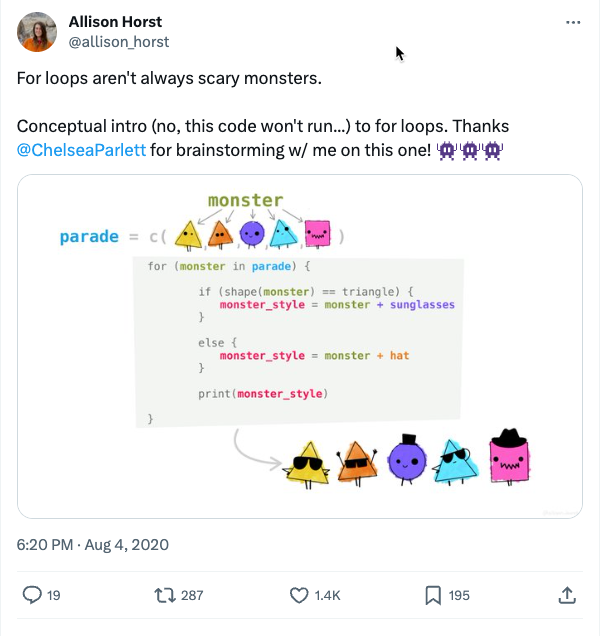 Allison Horst
@allison_horst
For loops aren't always scary monsters.
Conceptual intro (no, this code won't run...) to for loops. Thanks
@ChelseaParlett for brainstorming w/ me on this one! 👾👾👾
monster
parade = c( , , , , )
for (monster in parade) {
if (shape(monster) == triangle) {
monster_style = monster + sunglasses
}
else {
monster_style = monster + hat
}
print(monster_style)
}
6:20 PM · Aug 4, 2020
19 287 1.4K 195